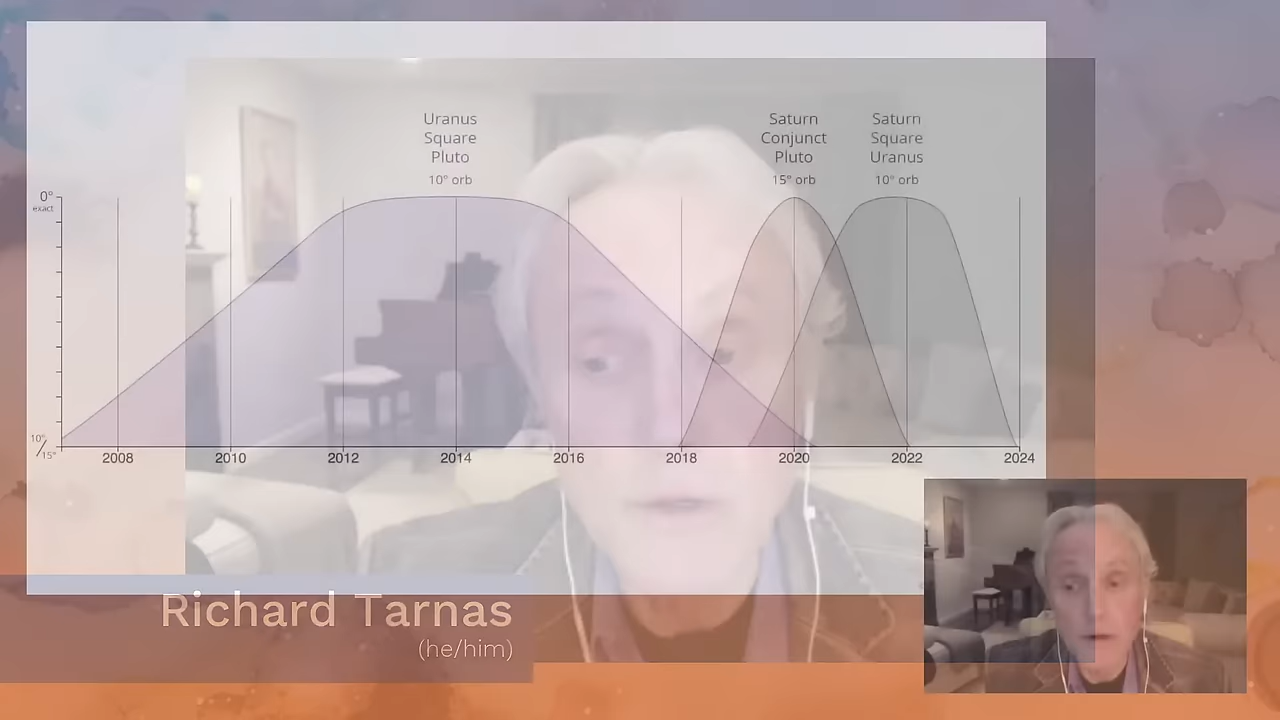 Uranus
Square
Pluto
10° orb
Saturn
Conjunct
Pluto
15° orb
Saturn
Square
Uranus
10° orb
0°
exact
10°
/15°
2008 2010 2012 2014 2016 2018 2020 2022 2024
Richard Tarnas
(he/him)